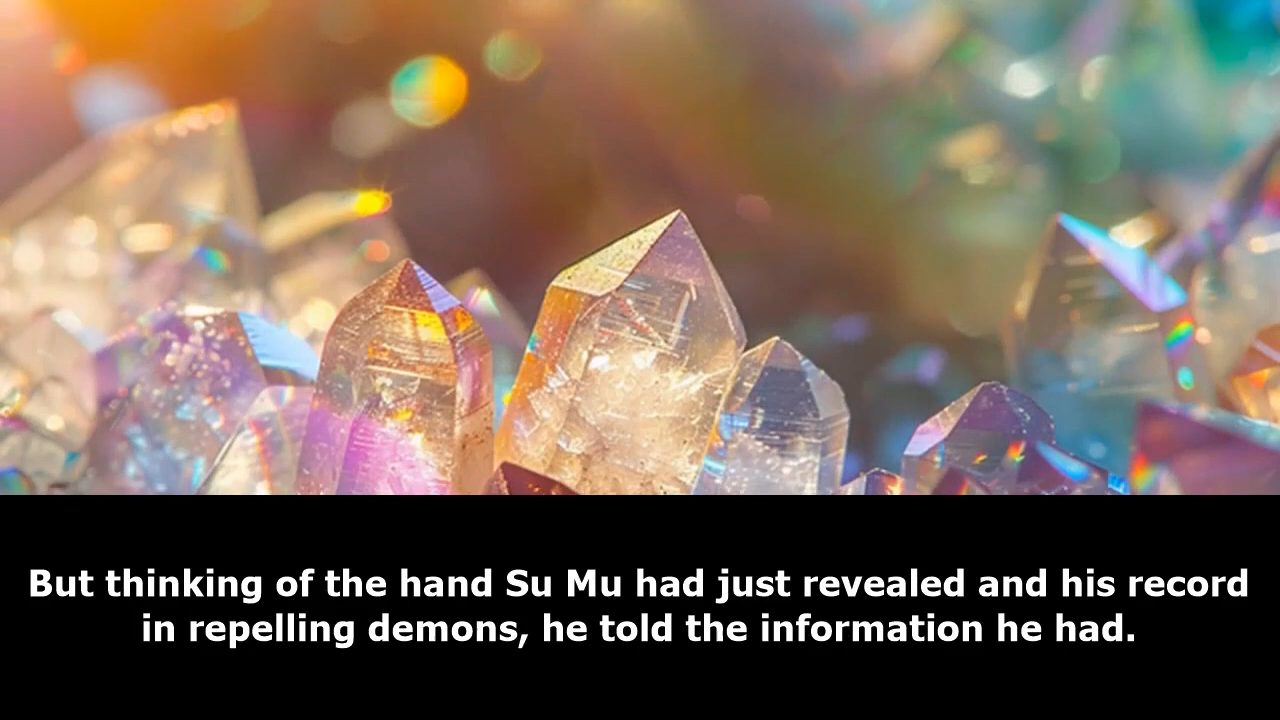 But thinking of the hand Su Mu had just revealed and his record
in repelling demons, he told the information he had.